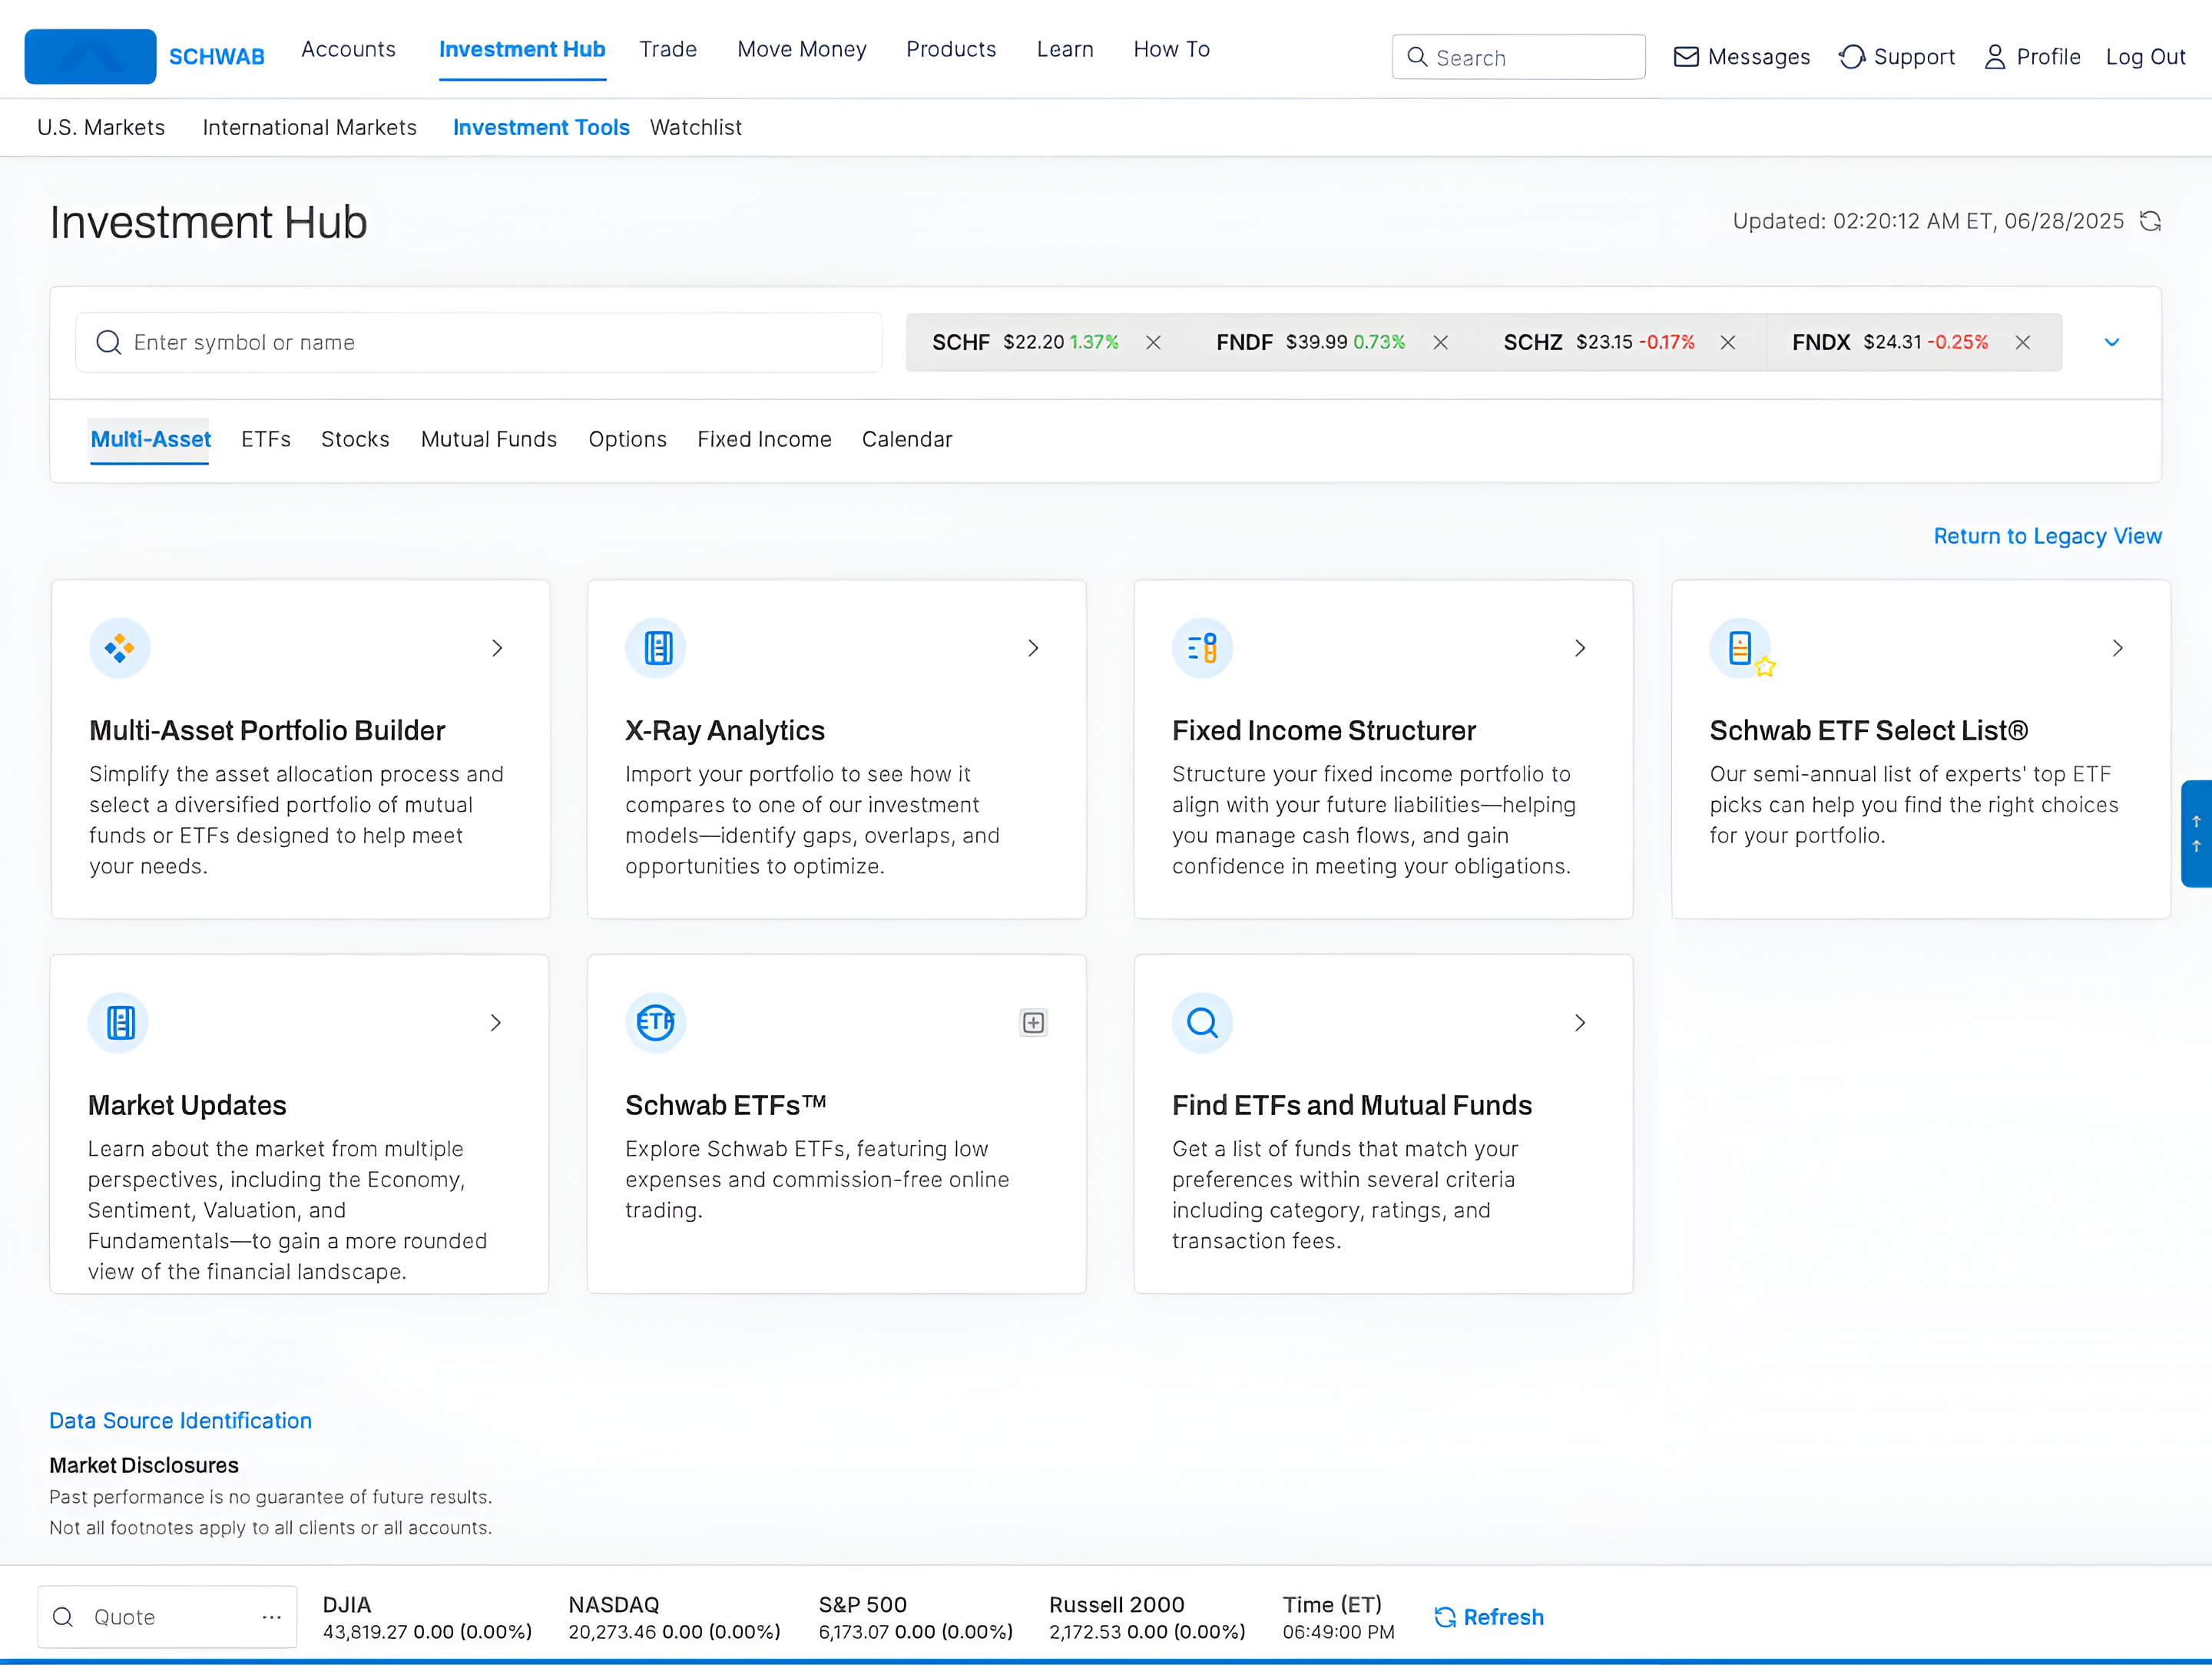 SCHWAB Accounts Investment Hub Trade Move Money Products Learn How To Search Messages Support Profile Log Out
U.S. Markets International Markets Investment Tools Watchlist
Investment Hub
Updated: 02:20:12 AM ET, 06/28/2025
Enter symbol or name SCHF $22.20 1.37% FNDF $39.99 0.73% SCHZ $23.15 -0.17% FNDX $24.31 -0.25%
Multi-Asset ETFs Stocks Mutual Funds Options Fixed Income Calendar
Return to Legacy View
Multi-Asset Portfolio Builder
Simplify the asset allocation process and
select a diversified portfolio of mutual
funds or ETFs designed to help meet
your needs.
X-Ray Analytics
Import your portfolio to see how it
compares to one of our investment
models—identify gaps, overlaps, and
opportunities to optimize.
Fixed Income Structurer
Structure your fixed income portfolio to
align with your future liabilities—helping
you manage cash flows, and gain
confidence in meeting your obligations.
Schwab ETF Select List®
Our semi-annual list of experts' top ETF
picks can help you find the right choices
for your portfolio.
Market Updates
Learn about the market from multiple
perspectives, including the Economy,
Sentiment, Valuation, and
Fundamentals—to gain a more rounded
view of the financial landscape.
ETF
Schwab ETFs™
Explore Schwab ETFs, featuring low
expenses and commission-free online
trading.
Find ETFs and Mutual Funds
Get a list of funds that match your
preferences within several criteria
including category, ratings, and
transaction fees.
Data Source Identification
Market Disclosures
Past performance is no guarantee of future results.
Not all footnotes apply to all clients or all accounts.
Quote ...
DJIA
43,819.27 0.00 (0.00%)
NASDAQ
20,273.46 0.00 (0.00%)
S&P 500
6,173.07 0.00 (0.00%)
Russell 2000
2,172.53 0.00 (0.00%)
Time (ET)
06:49:00 PM
Refresh